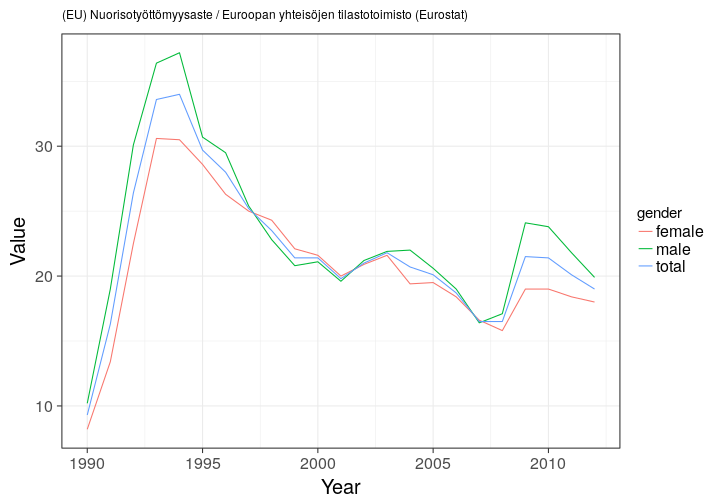 (EU) Nuorisotyöttömyysaste / Euroopan yhteisöjen tilastotoimisto (Eurostat)
Value
30
20
10
1990 1995 2000 2005 2010
Year
gender
female
male
total